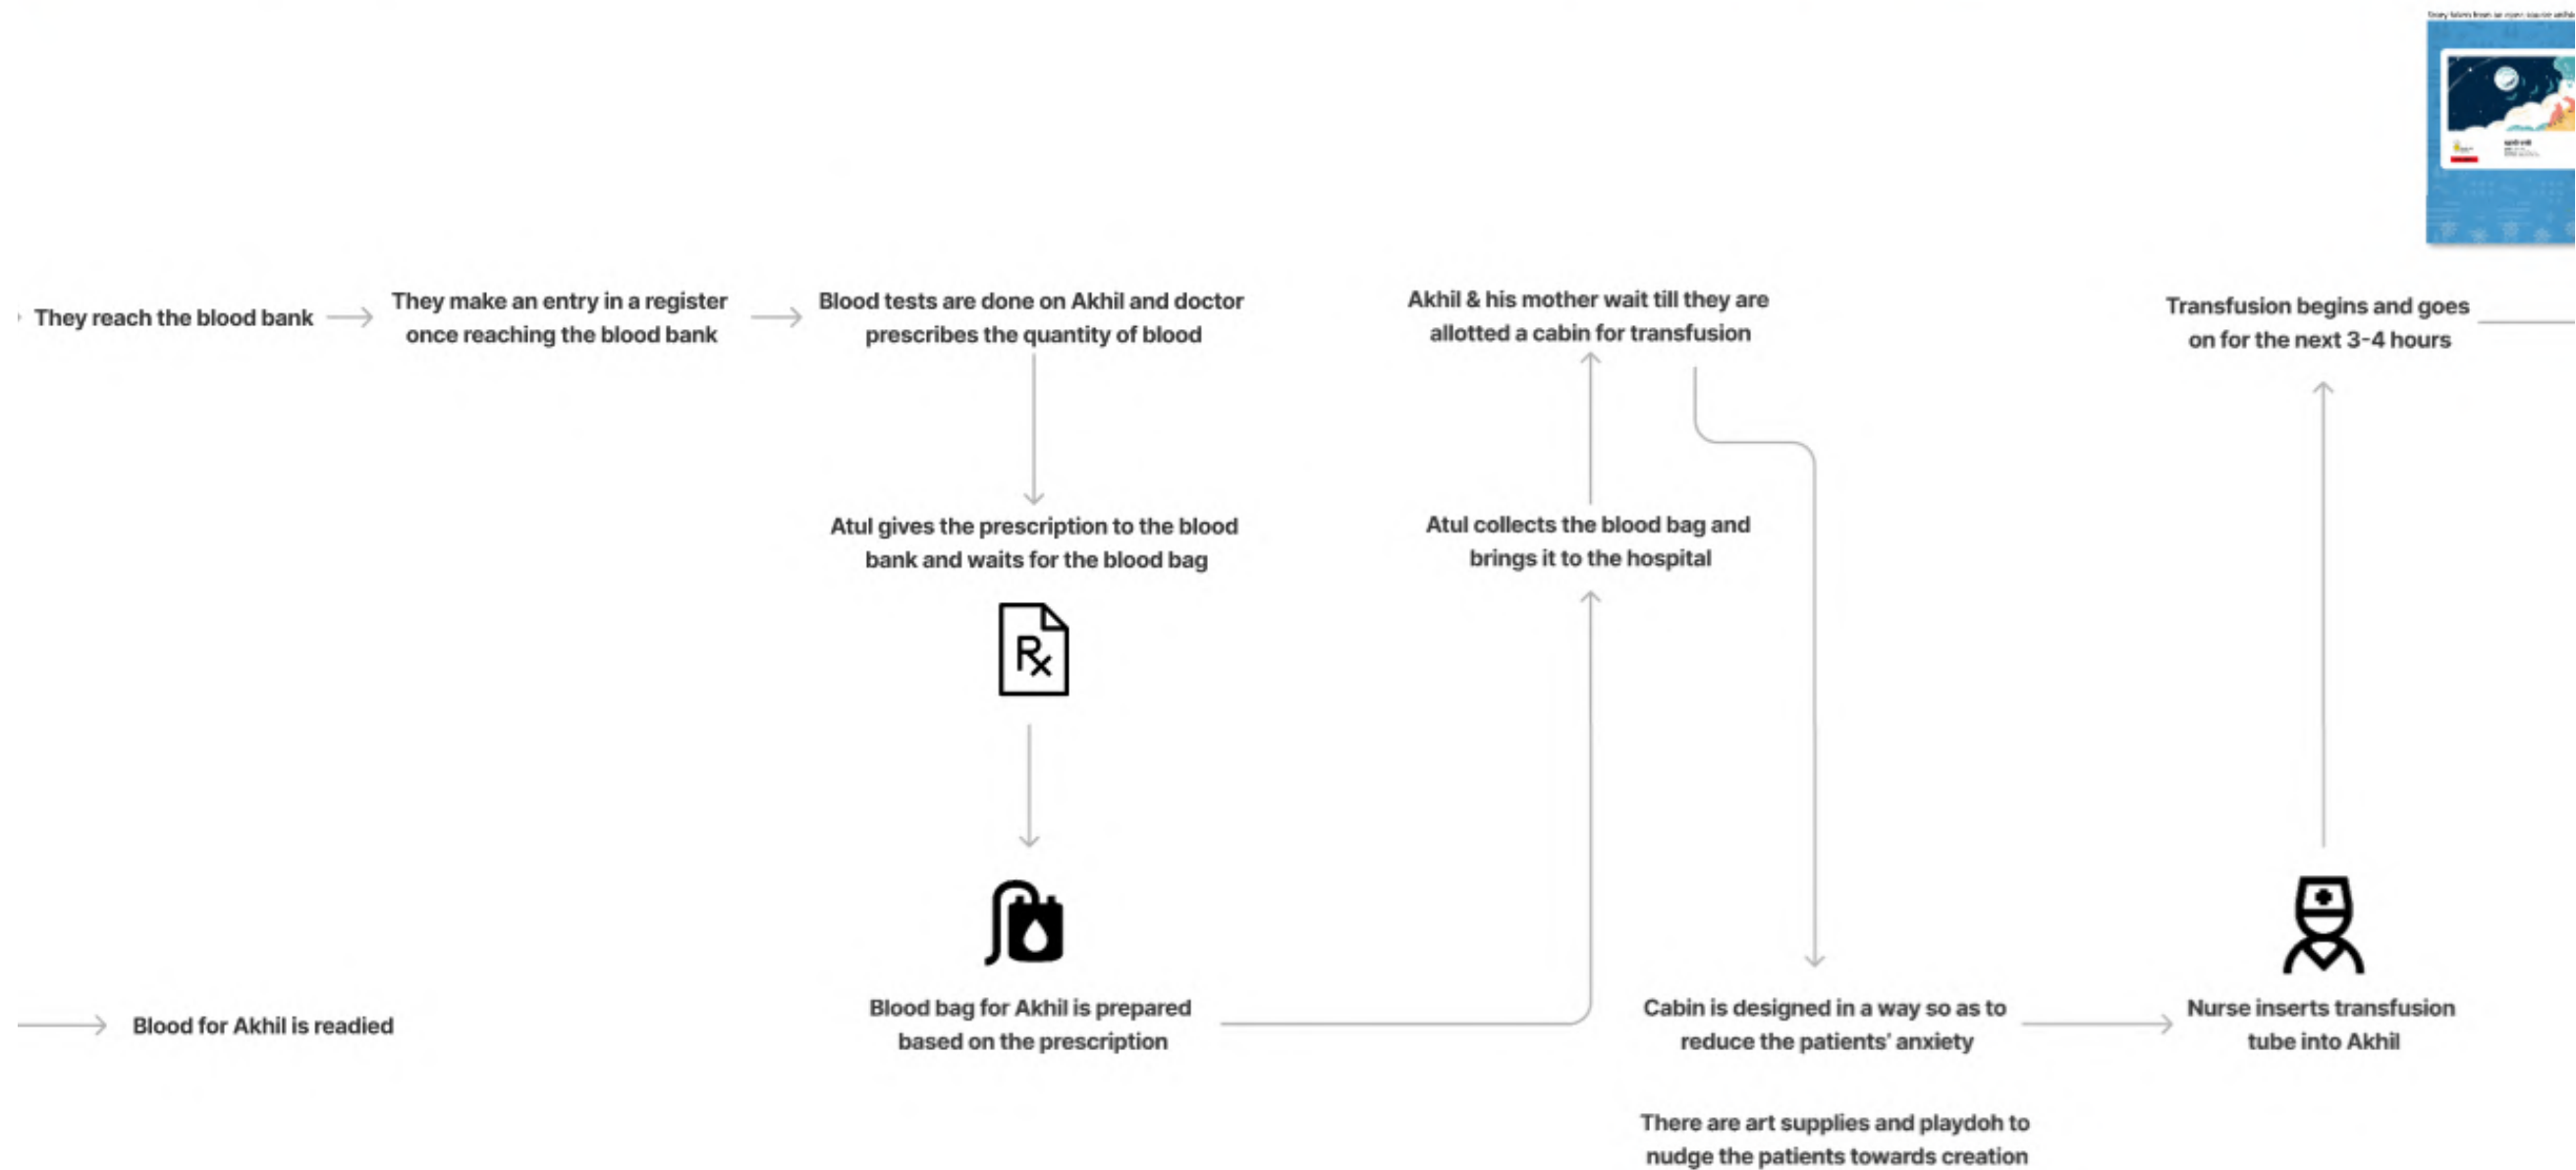 They reach the blood bank
They make an entry in a register
once reaching the blood bank
Blood tests are done on Akhil and doctor
prescribes the quantity of blood
Atul gives the prescription to the blood
bank and waits for the blood bag
Rx
Blood bag for Akhil is prepared
based on the prescription
Blood for Akhil is readied
Atul collects the blood bag and
brings it to the hospital
Akhil & his mother wait till they are
allotted a cabin for transfusion
Cabin is designed in a way so as to
reduce the patients' anxiety
There are art supplies and playdoh to
nudge the patients towards creation
Nurse inserts transfusion
tube into Akhil
Transfusion begins and goes
on for the next 3-4 hours